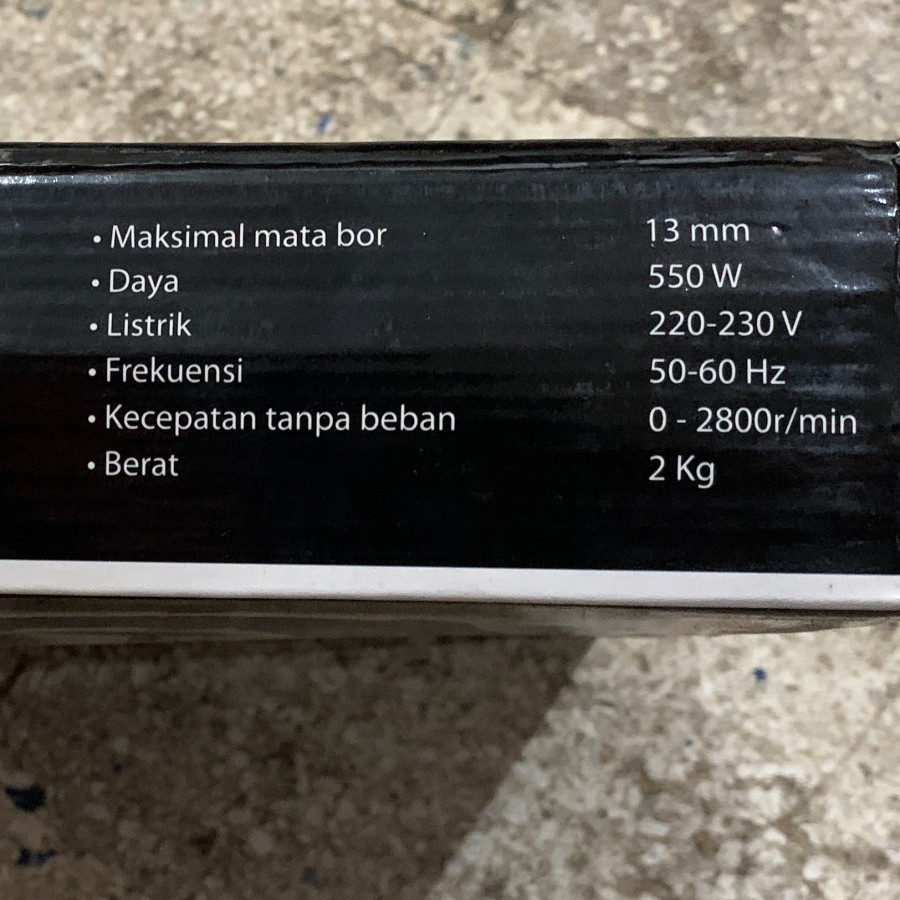 • Maksimal mata bor 13 mm
• Daya 550 W
• Listrik 220-230 V
• Frekuensi 50-60 Hz
• Kecepatan tanpa beban 0 - 2800r/min
• Berat 2 Kg